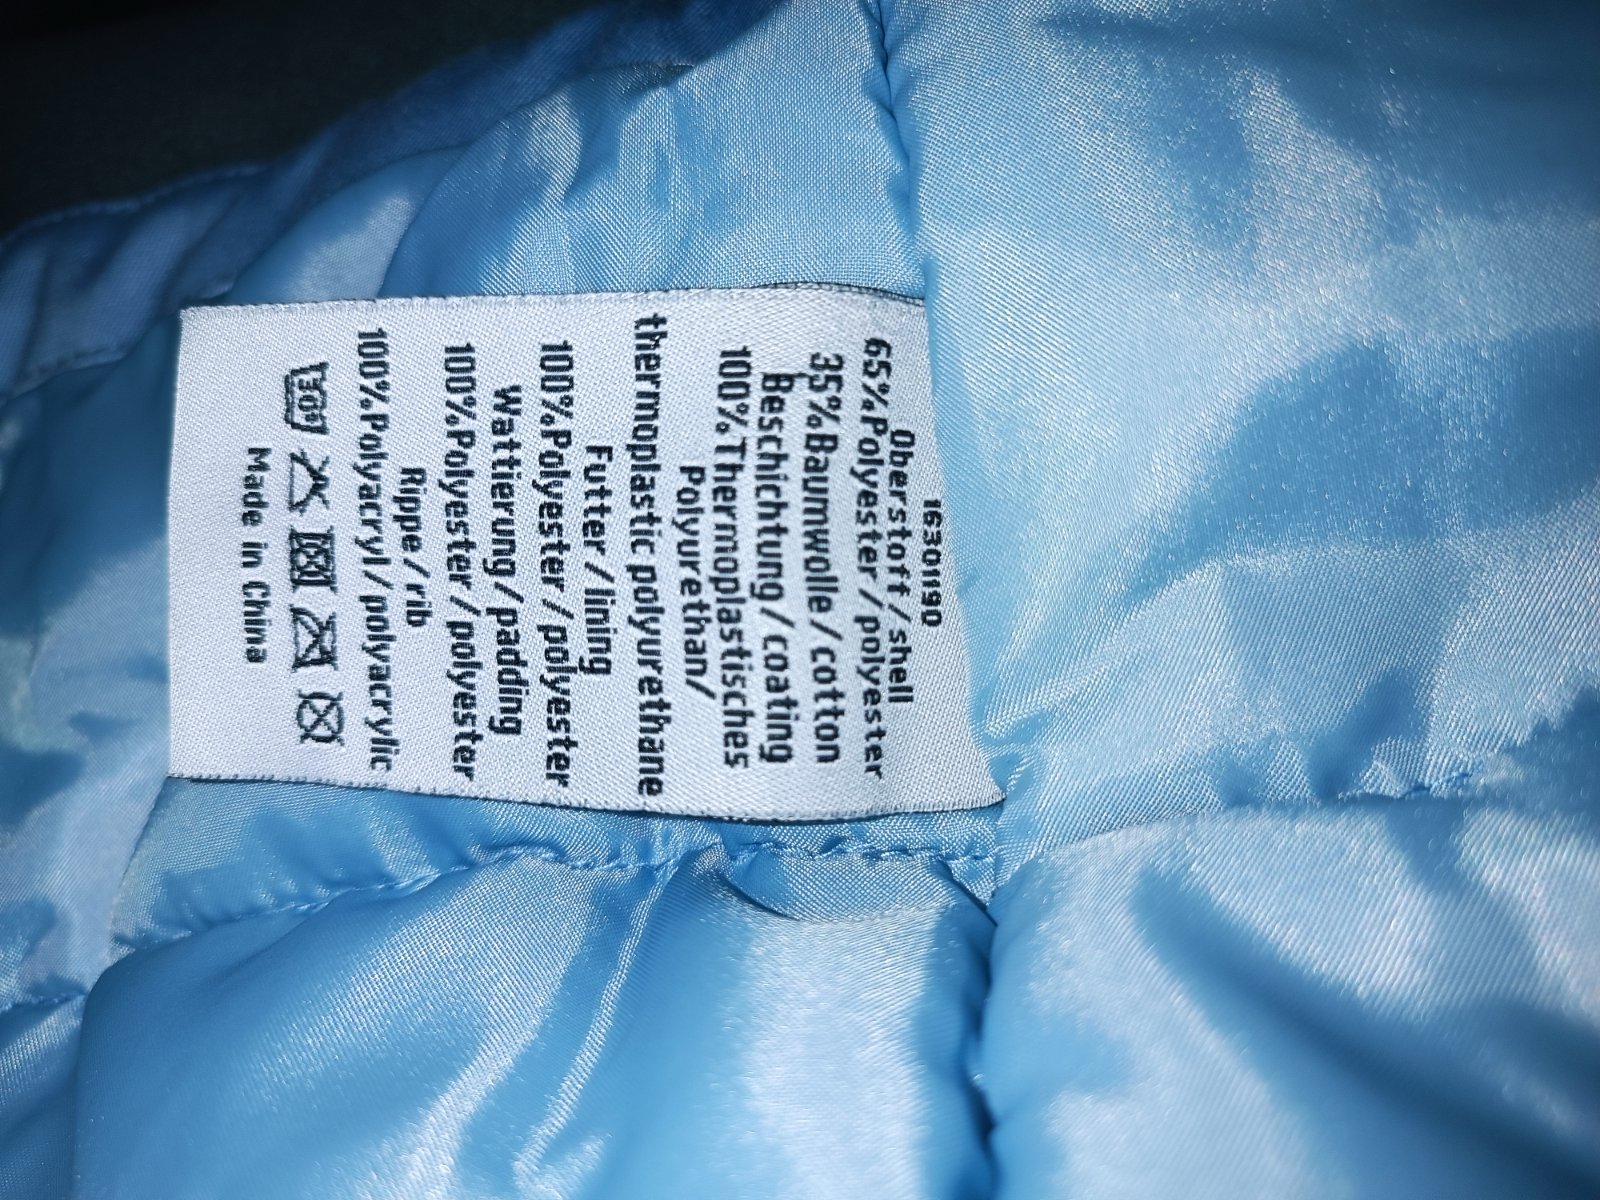 16301190
Oberstoff/shell
65%Polyester/polyester
35%Baumwolle/cotton
Beschichtung/coating
100%Thermoplastisches
Polyurethan/
thermoplastic polyurethane
Futter/lining
100%Polyester/polyester
Wattierung/padding
100%Polyester/polyester
Rippe/rib
100%Polyacryl/polyacrylic
30°
Made in China